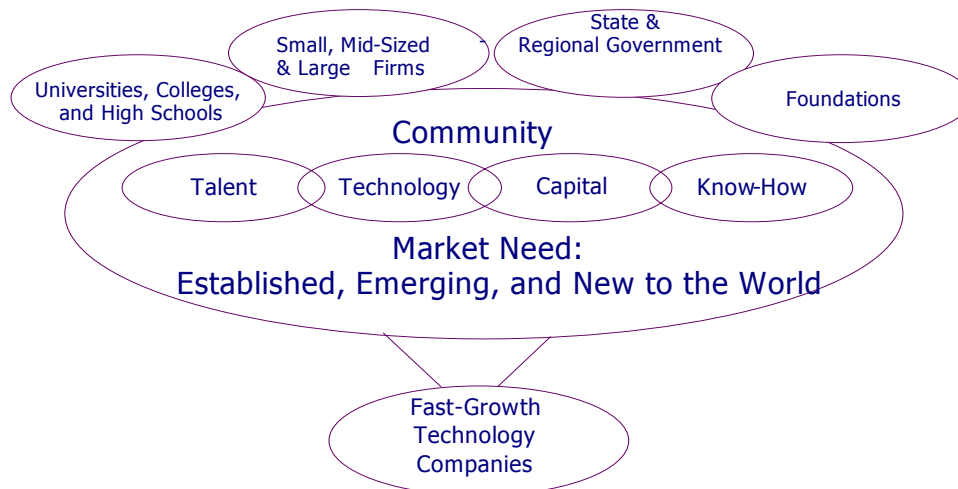 State &
Small, Mid-Sized - Regional Government
& Large Firms
Universities, Colleges,
and High Schools
Foundations
Community
Talent Technology Capital Know-How
Market Need:
Established, Emerging, and New to the World
Fast-Growth
Technology
Companies